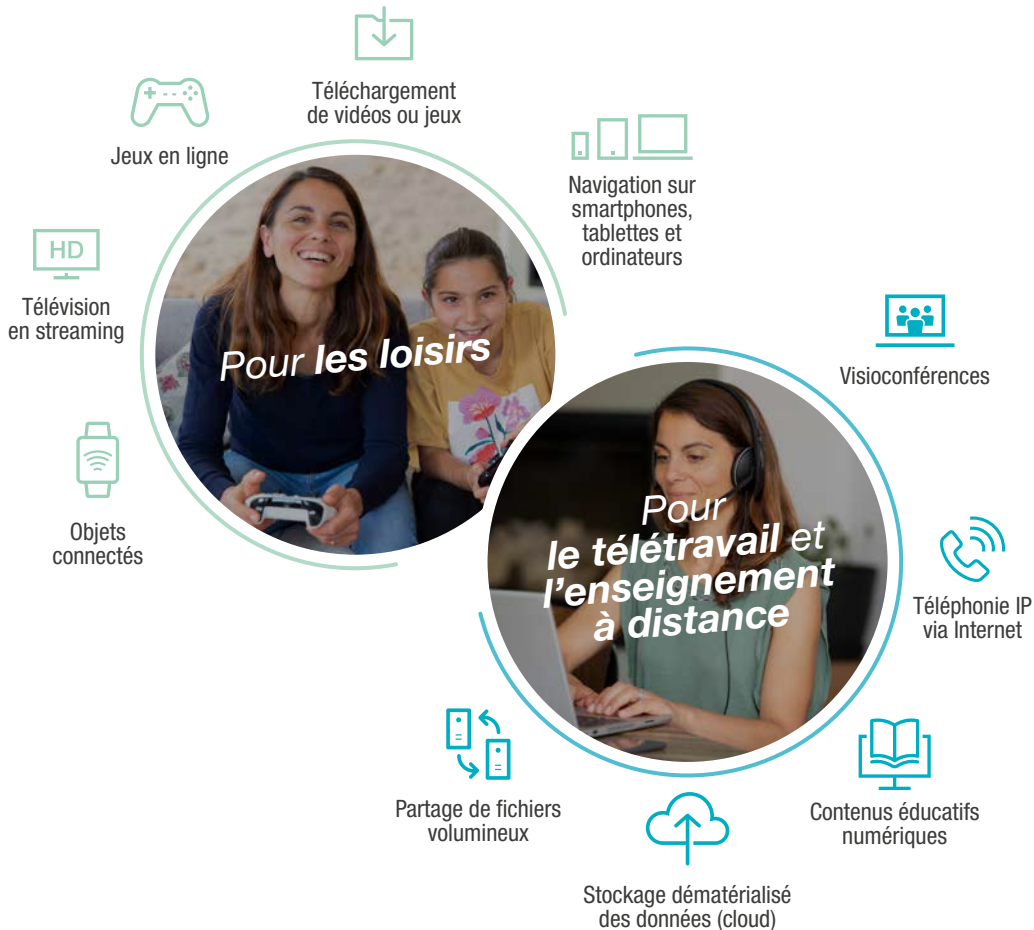 Téléchargement
de vidéos ou jeux
Jeux en ligne
Navigation sur
smartphones,
tablettes et
ordinateurs
HD
Télévision
en streaming
Pour les loisirs
Objets
connectés
Visioconférences
Pour
le télétravail et
l'enseignement
à distance
Téléphonie IP
via Internet
Contenus éducatifs
numériques
Partage de fichiers
volumineux
Stockage dématérialisé
des données (cloud)